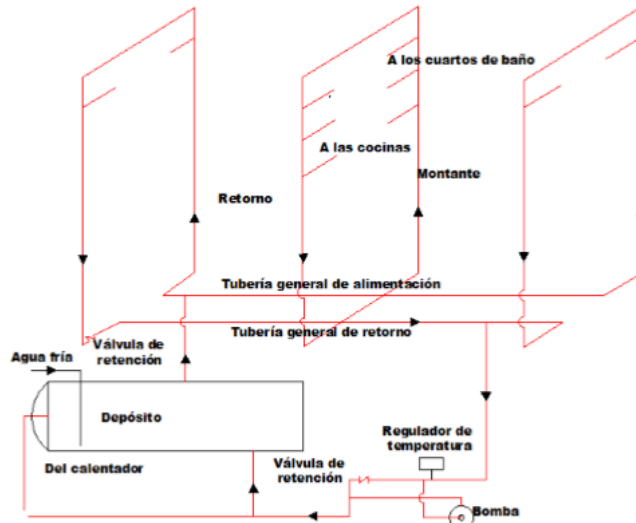 A los cuartos de baño
A las cocinas
Montante
Retorno
Tubería general de alimentación
Tubería general de retorno
Válvula de
retención
Agua fría
Depósito
Regulador de
temperatura
Del calentador
Válvula de
retención
Bomba